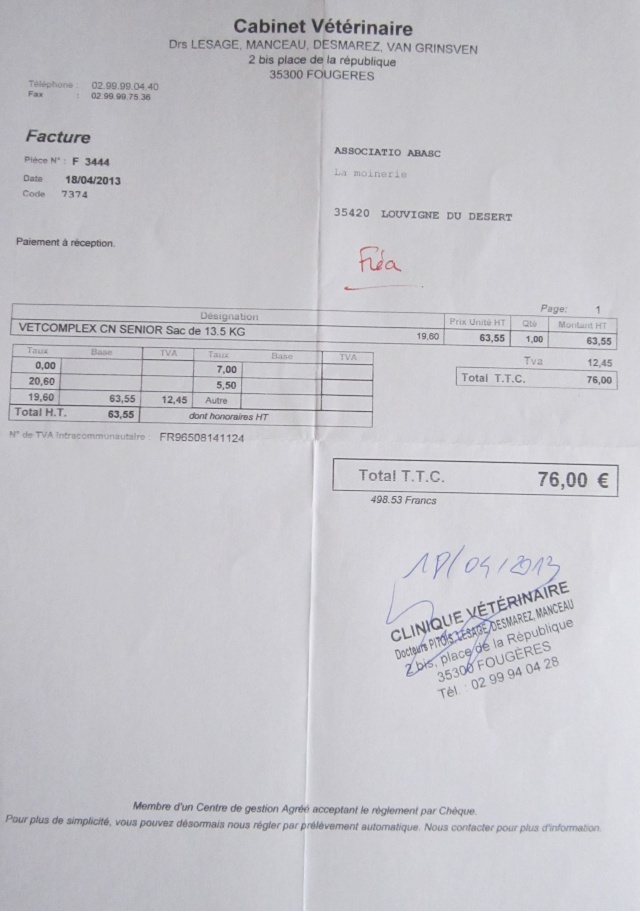 Cabinet Vétérinaire
Drs LESAGE, MANCEAU, DESMAREZ, VAN GRINSVEN
2 bis place de la république
35300 FOUGERES
Téléphone : 02.99.99.04.40
Fax : 02.99.99.75.36
Facture
Pièce N° : F 3444
Date 18/04/2013
Code 7374
ASSOCIATIO ABASC
La moinerie
35420 LOUVIGNE DU DESERT
Paiement à réception.
Fléa
Page: 1
Désignation Prix Unité HT Qté Montant HT
VETCOMPLEX CN SENIOR Sac de 13.5 KG 19,60 63,55 1,00 63,55
Tva 12,45
Total T.T.C. 76,00
Taux Base TVA Taux Base TVA
0,00 7,00
20,60 5,50
19,60 63,55 12,45 Autre
Total H.T. 63,55 dont honoraires HT
N° de TVA Intracommunautaire : FR96508141124
Total T.T.C. 76,00 €
498.53 Francs
18/04/2013
CLINIQUE VÉTÉRINAIRE
Docteurs PITOIS, LESAGE, DESMAREZ, MANCEAU
2 bis, place de la République
35300 FOUGÈRES
Tél. : 02 99 94 04 28
Membre d'un Centre de gestion Agréé acceptant le règlement par Chèque.
Pour plus de simplicité, vous pouvez désormais nous régler par prélèvement automatique. Nous contacter pour plus d'information.